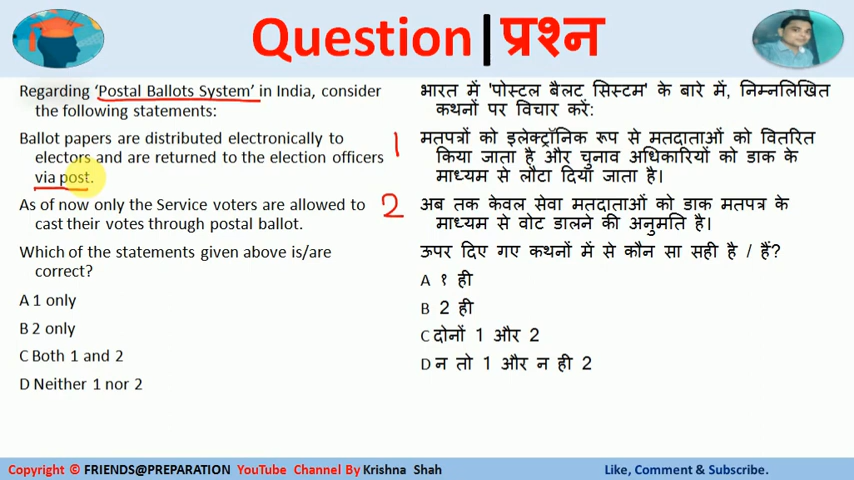 Question|प्रश्न
Regarding ‘Postal Ballots System’ in India, consider
the following statements:
Ballot papers are distributed electronically to
electors and are returned to the election officers
via post.
As of now only the Service voters are allowed to
cast their votes through postal ballot.
Which of the statements given above is/are
correct?
A 1 only
B 2 only
C Both 1 and 2
D Neither 1 nor 2
भारत में 'पोस्टल बैलट सिस्टम' के बारे में, निम्नलिखित
कथनों पर विचार करें:
1 मतपत्रों को इलेक्ट्रॉनिक रूप से मतदाताओं को वितरित
किया जाता है और चुनाव अधिकारियों को डाक के
माध्यम से लौटा दिया जाता है।
2 अब तक केवल सेवा मतदाताओं को डाक मतपत्र के
माध्यम से वोट डालने की अनुमति है।
ऊपर दिए गए कथनों में से कौन सा सही है / हैं?
A १ ही
B 2 ही
C दोनों 1 और 2
D न तो 1 और न ही 2
Copyright © FRIENDS@PREPARATION YouTube Channel By Krishna Shah
Like, Comment & Subscribe.